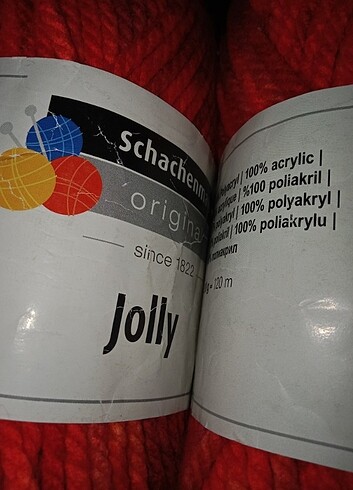 Schachenm
origina
since 1822
Jolly
100% acrylic |
%100 poliakril |
100% polyakryl |
100% poliakrylu |
= 120 m